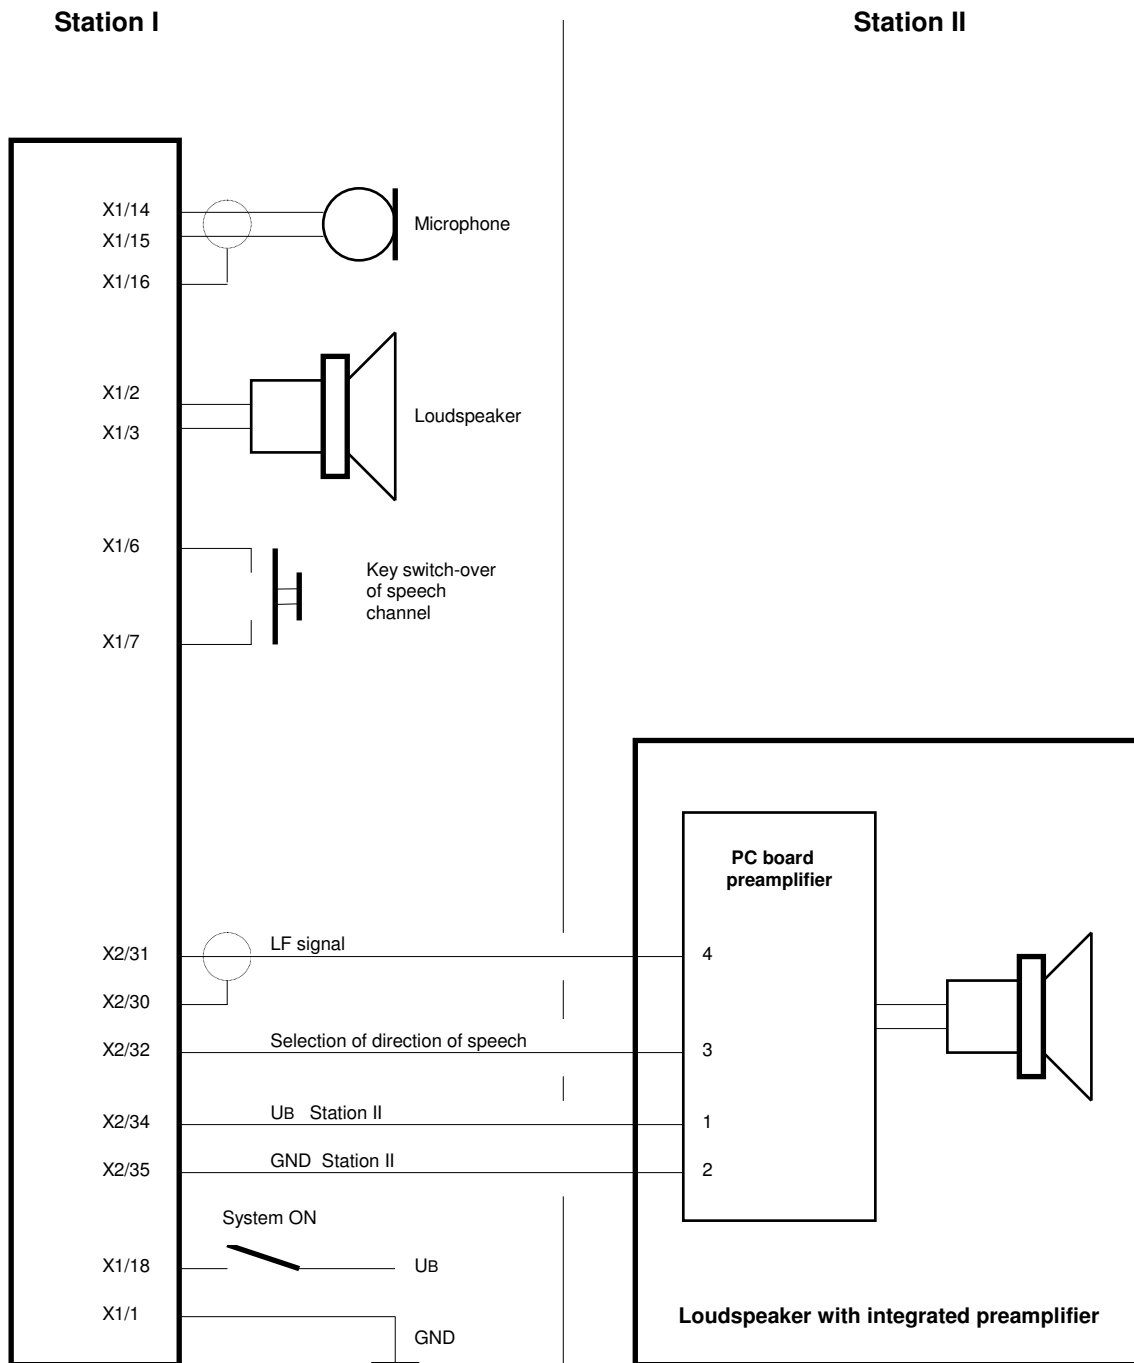 Station I
Station II
X1/14
X1/15
Microphone
X1/16
X1/2
X1/3
Loudspeaker
X1/6
Key switch-over
of speech
channel
X1/7
PC board
preamplifier
X2/31
LF signal
4
X2/30
X2/32
Selection of direction of speech
3
X2/34
UB Station II
1
X2/35
GND Station II
2
System ON
X1/18
UB
X1/1
GND
Loudspeaker with integrated preamplifier